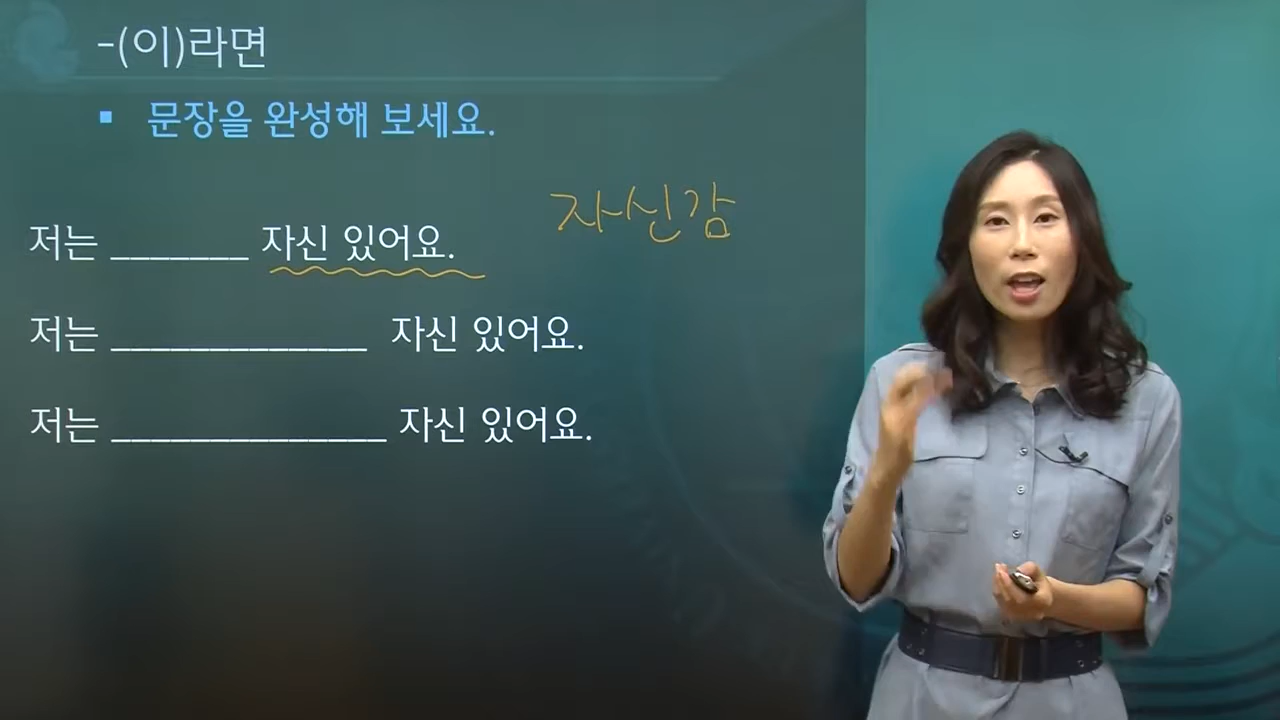 -(이)라면
▪ 문장을 완성해 보세요.
자신감
저는 _______ 자신 있어요.
저는 _____________ 자신 있어요.
저는 ______________ 자신 있어요.